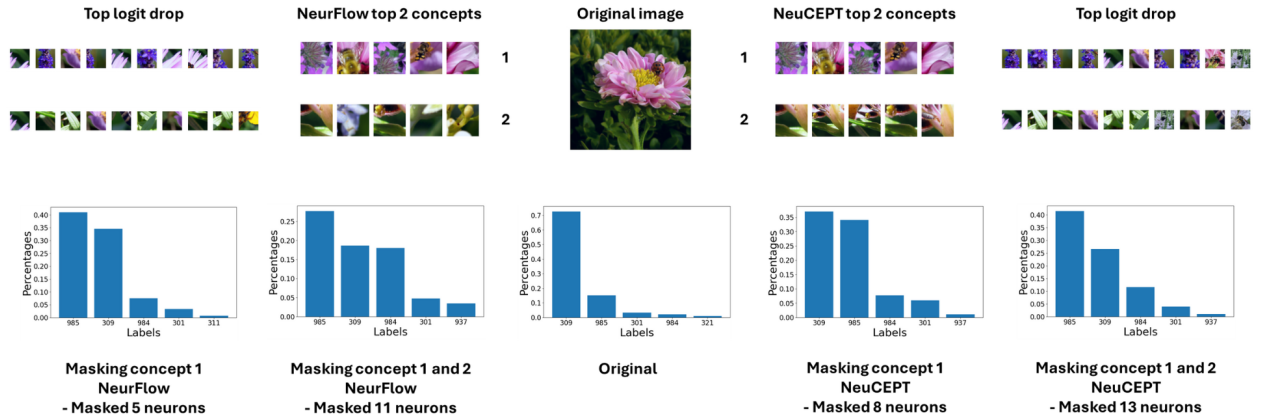 Top logit drop
NeurFlow top 2 concepts
Original image
NeuCEPT top 2 concepts
Top logit drop
1
1
2
2
Percentages
0.40
0.35
0.30
0.25
0.20
0.15
0.10
0.05
0.00
985 309 984 301 311
Labels
Percentages
0.25
0.20
0.15
0.10
0.05
0.00
985 309 984 301 937
Labels
Percentages
0.7
0.6
0.5
0.4
0.3
0.2
0.1
0.0
309 985 301 984 321
Labels
Percentages
0.35
0.30
0.25
0.20
0.15
0.10
0.05
0.00
309 985 984 301 937
Labels
Percentages
0.40
0.35
0.30
0.25
0.20
0.15
0.10
0.05
0.00
985 309 984 301 937
Labels
Masking concept 1
NeurFlow
- Masked 5 neurons
Masking concept 1 and 2
NeurFlow
- Masked 11 neurons
Original
Masking concept 1
NeuCEPT
- Masked 8 neurons
Masking concept 1 and 2
NeuCEPT
- Masked 13 neurons